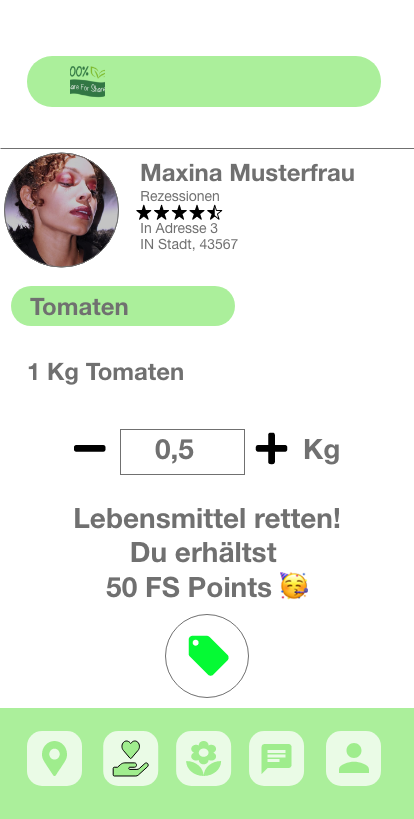 00%
Share For Share
Maxina Musterfrau
Rezessionen
In Adresse 3
IN Stadt, 43567
Tomaten
1 Kg Tomaten
0,5 Kg
Lebensmittel retten!
Du erhältst
50 FS Points 🥳